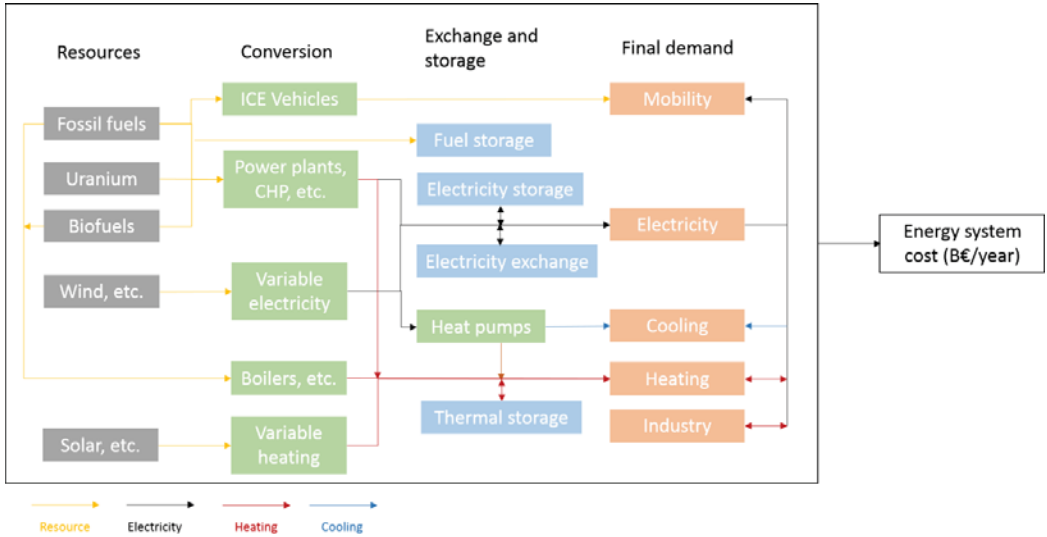 Resources
Conversion
Exchange and
storage
Final demand
ICE Vehicles
Mobility
Fossil fuels
Fuel storage
Uranium
Power plants,
CHP, etc.
Electricity storage
Biofuels
Electricity
Energy system
cost (B€/year)
Electricity exchange
Wind, etc.
Variable
electricity
Heat pumps
Cooling
Boilers, etc.
Heating
Thermal storage
Industry
Solar, etc.
Variable
heating
Resource
Electricity
Heating
Cooling